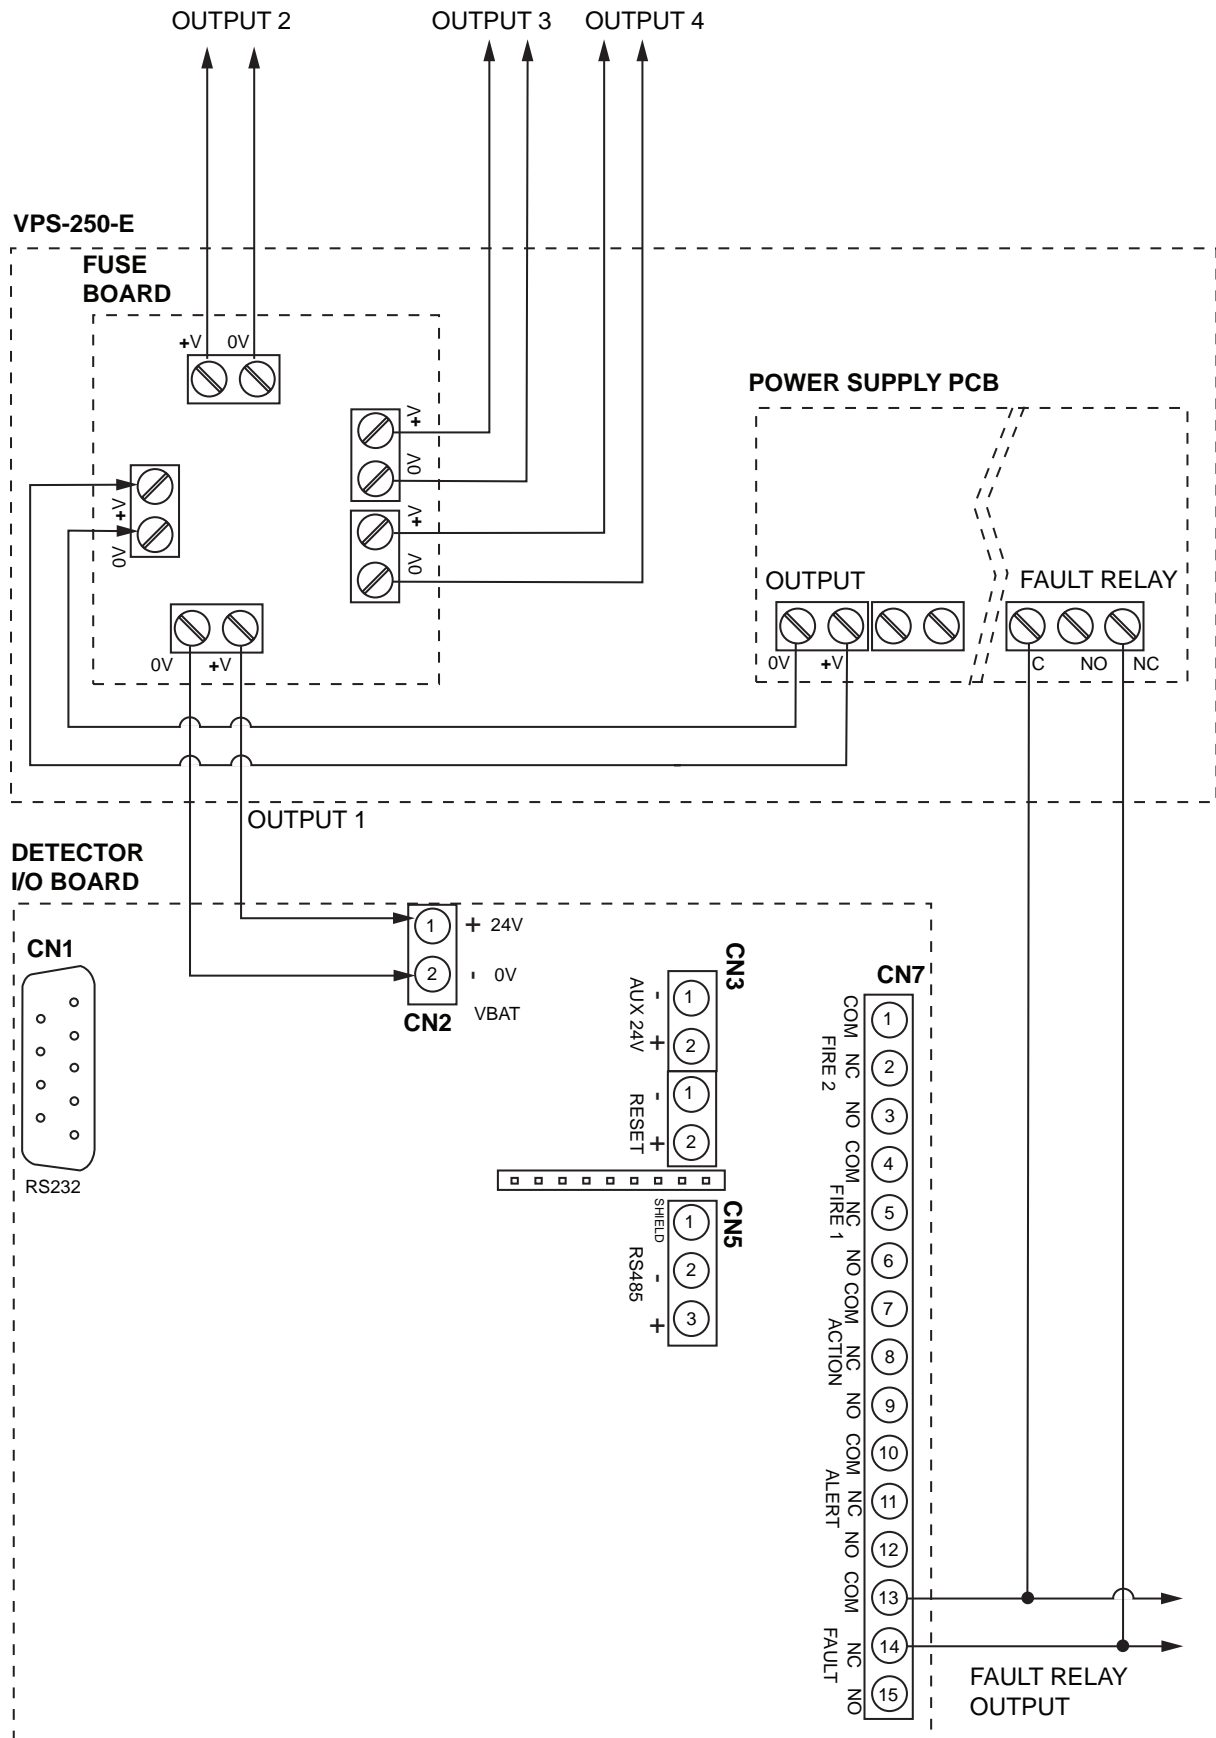 OUTPUT 2
OUTPUT 3
OUTPUT 4
VPS-250-E
FUSE
BOARD
+V 0V
+V
0V
+V
0V
+V
0V
0V +V
POWER SUPPLY PCB
OUTPUT
FAULT RELAY
0V +V
C NO NC
OUTPUT 1
DETECTOR
I/O BOARD
CN1
RS232
1 + 24V
2 - 0V
CN2
VBAT
CN3
AUX 24V
- 1
+ 2
RESET
- 1
+ 2
CN5
SHIELD 1
RS485
- 2
+ 3
CN7
COM 1
NC 2
FIRE 2
NO 3
COM 4
NC 5
FIRE 1
NO 6
COM 7
NC 8
ACTION
NO 9
COM 10
NC 11
ALERT
NO 12
COM 13
NC 14
FAULT
NO 15
FAULT RELAY
OUTPUT